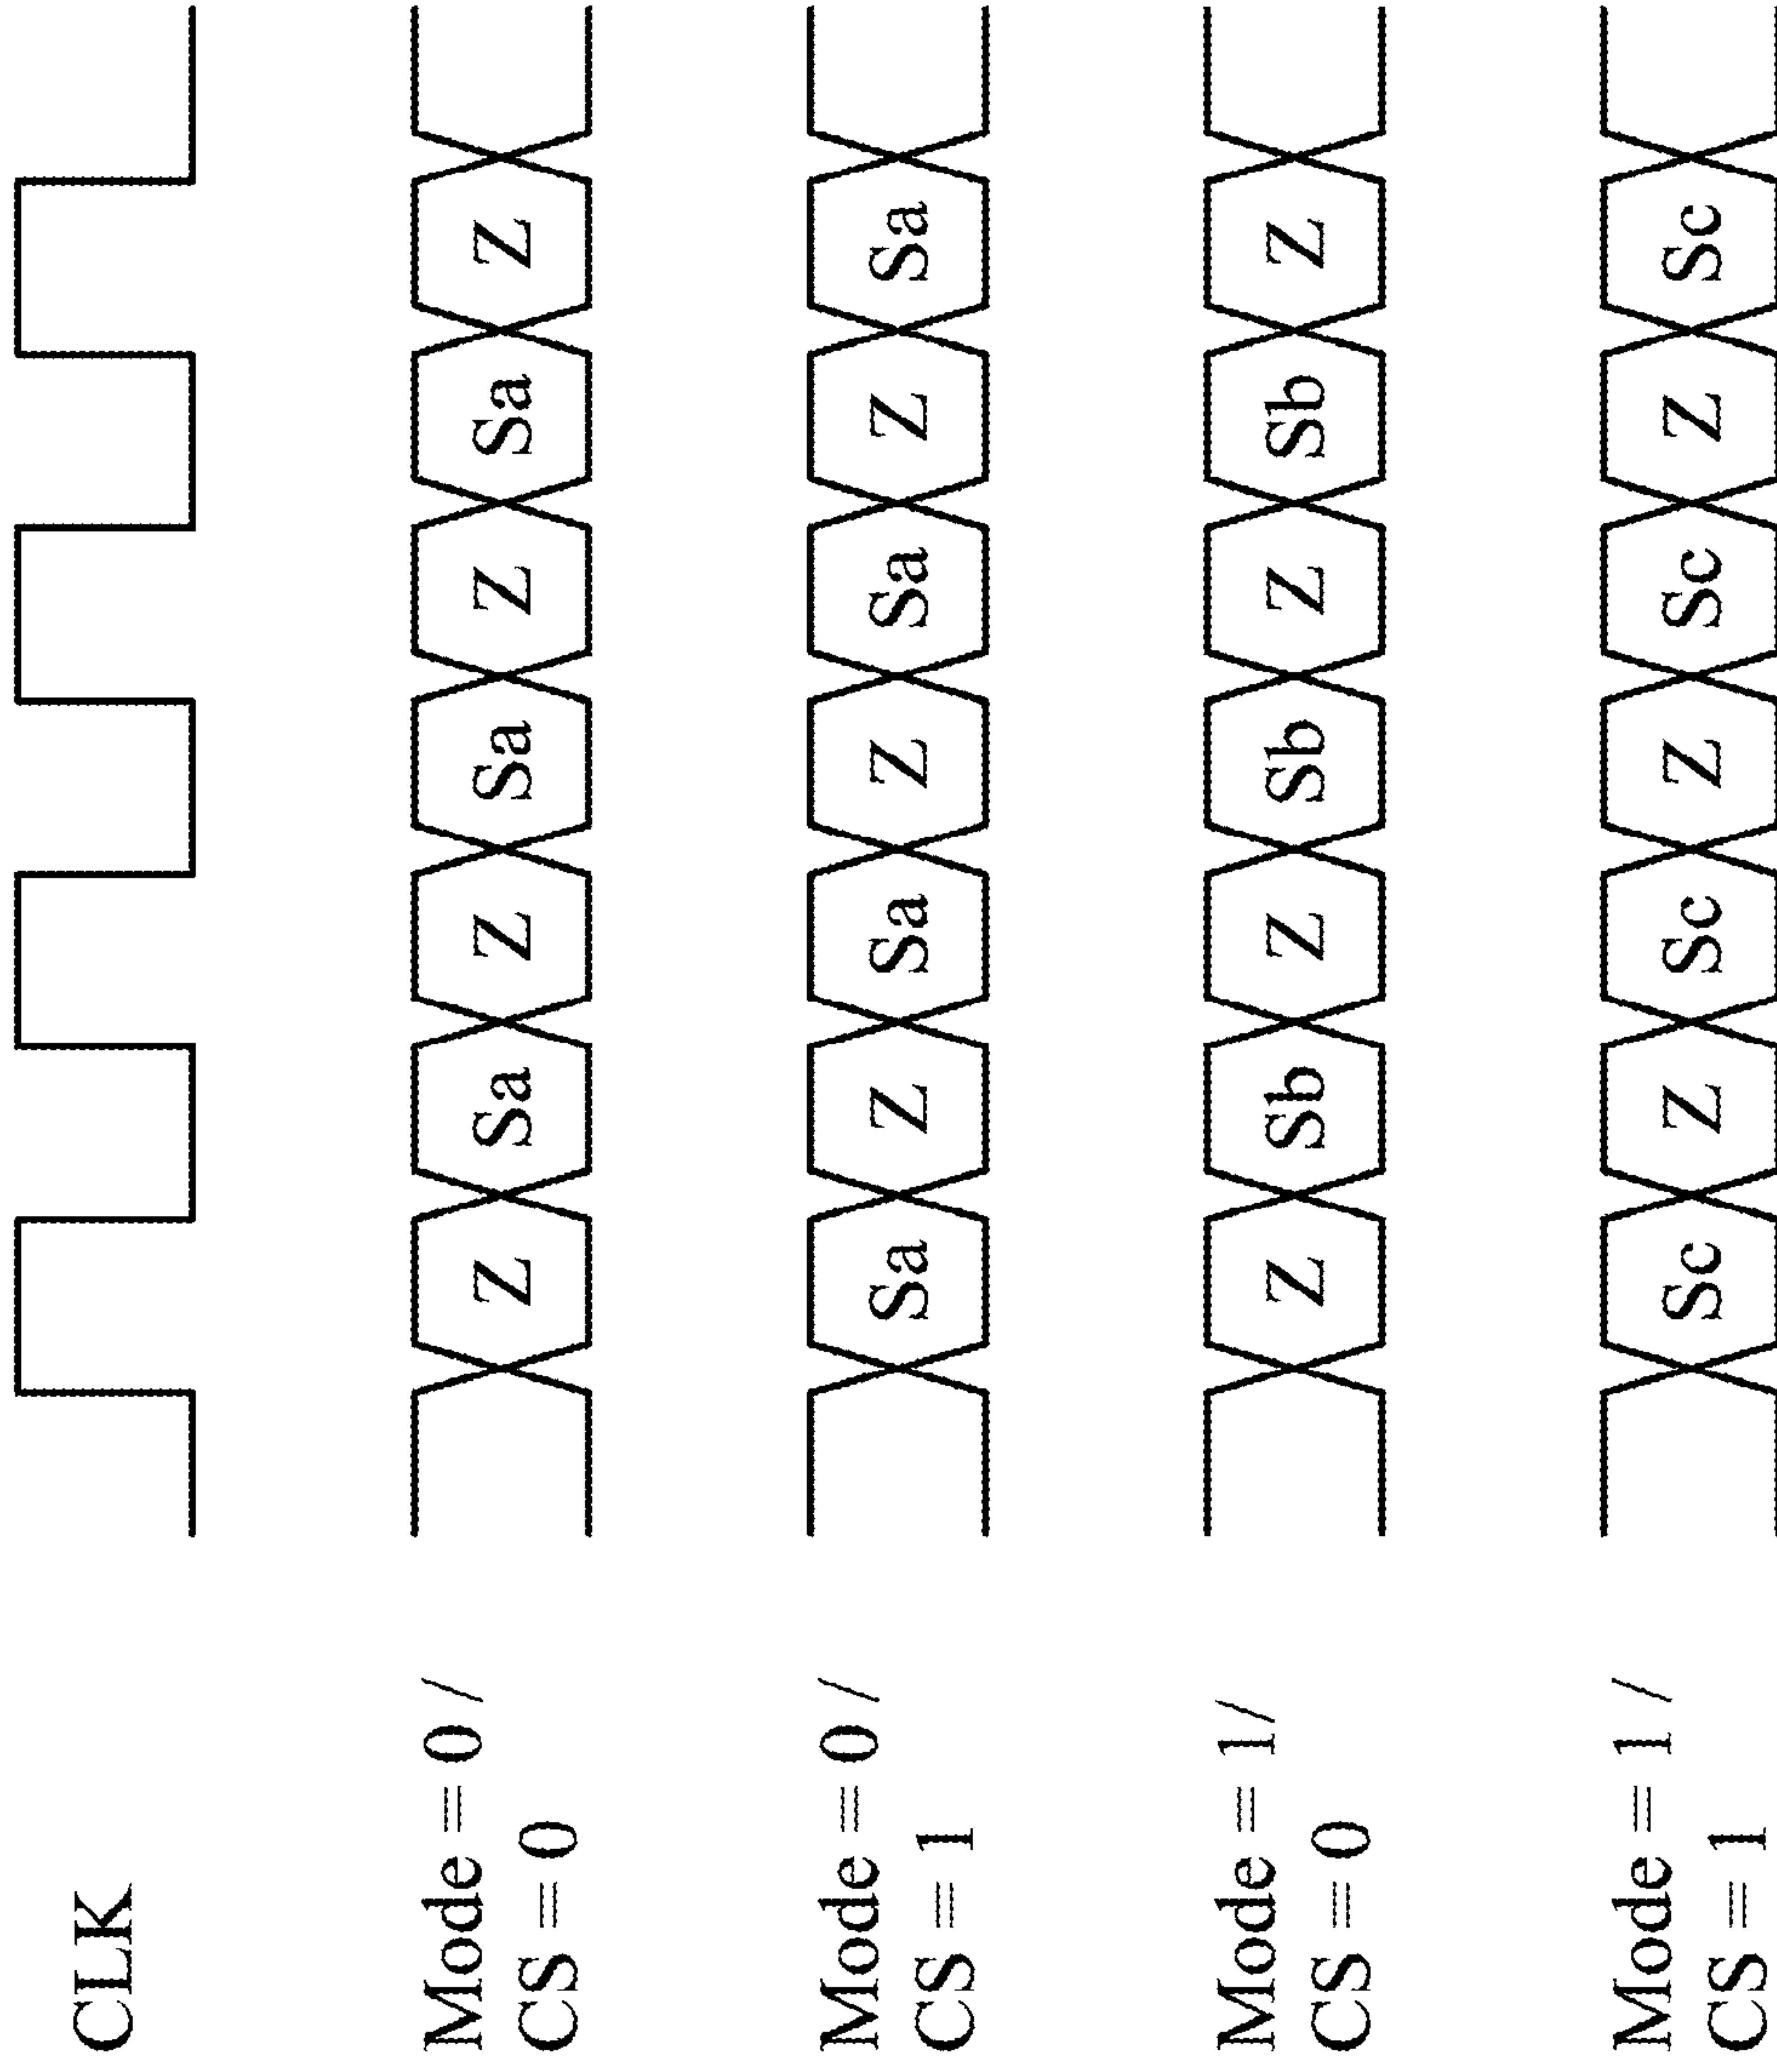 CLK
Mode = 0 /
CS = 0
Z Sa Z Sa Z Sa Z
Mode = 0 /
CS = 1
Sa Z Sa Z Sa Z Sa
Mode = 1/
CS = 0
Z Sb Z Sb Z Sb Z
Mode = 1 /
CS = 1
Sc Z Sc Z Sc Z Sc